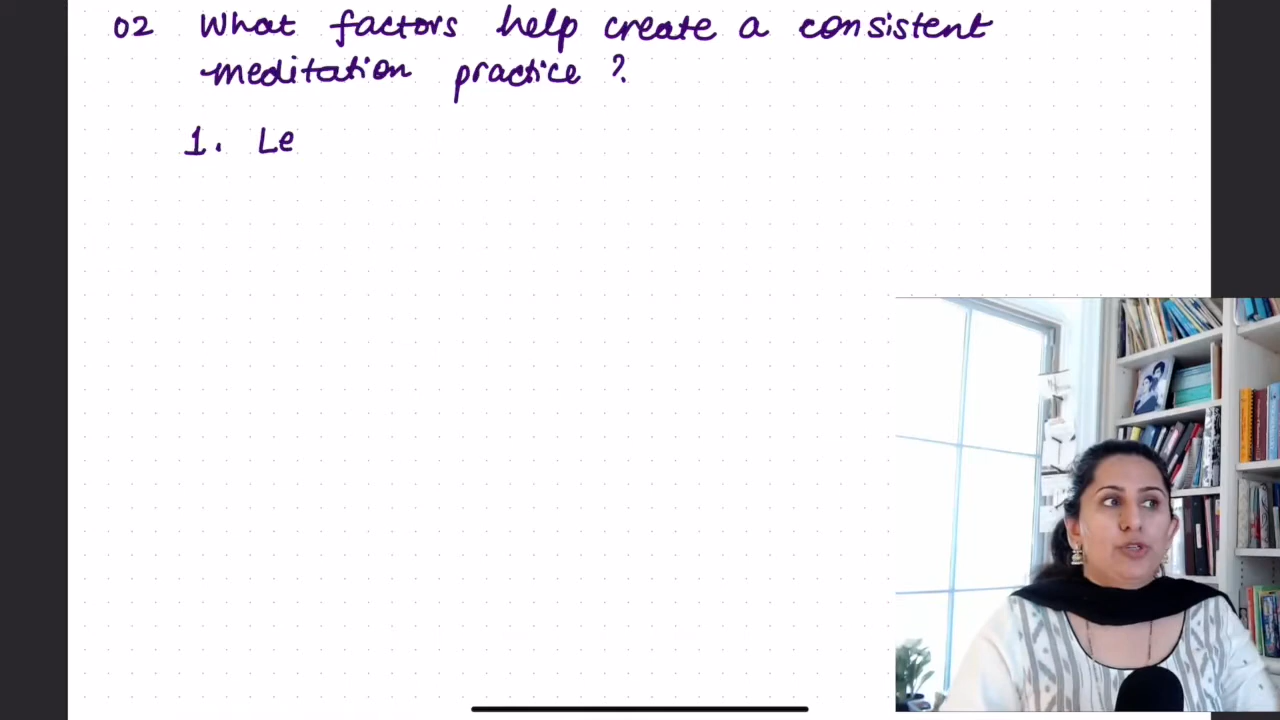 02 What factors help create a consistent
meditation practice ?
1. Le